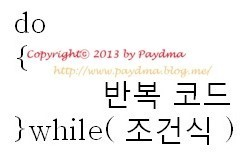 do
{
Copyright© 2013 by Paydma
http://www.paydma.blog.me/
반복 코드
}while( 조건식 )